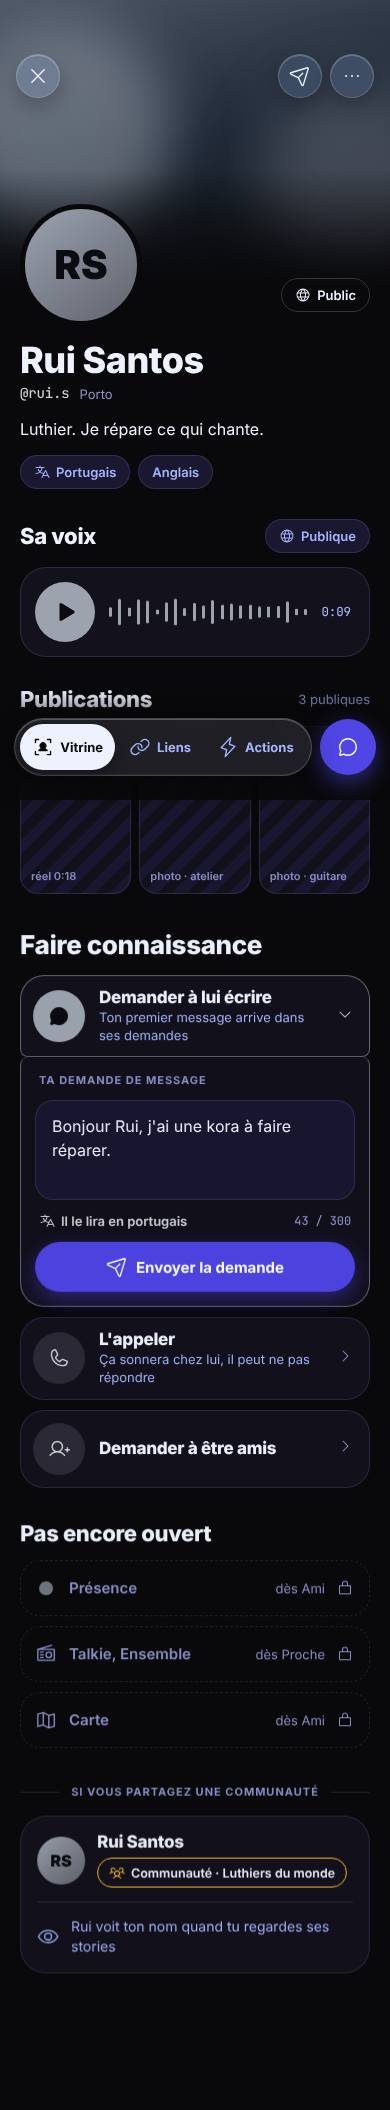 RS
Public
Rui Santos
@rui.s Porto
Luthier. Je répare ce qui chante.
Portugais Anglais
Sa voix
Publique
0:09
Publications
3 publiques
Vitrine Liens Actions
réel 0:18
photo · atelier
photo · guitare
Faire connaissance
Demander à lui écrire
Ton premier message arrive dans
ses demandes
TA DEMANDE DE MESSAGE
Bonjour Rui, j'ai une kora à faire
réparer.
Il le lira en portugais
43 / 300
Envoyer la demande
L'appeler
Ça sonnera chez lui, il peut ne pas
répondre
Demander à être amis
Pas encore ouvert
Présence dès Ami
Talkie, Ensemble dès Proche
Carte dès Ami
SI VOUS PARTAGEZ UNE COMMUNAUTÉ
RS
Rui Santos
Communauté · Luthiers du monde
Rui voit ton nom quand tu regardes ses
stories